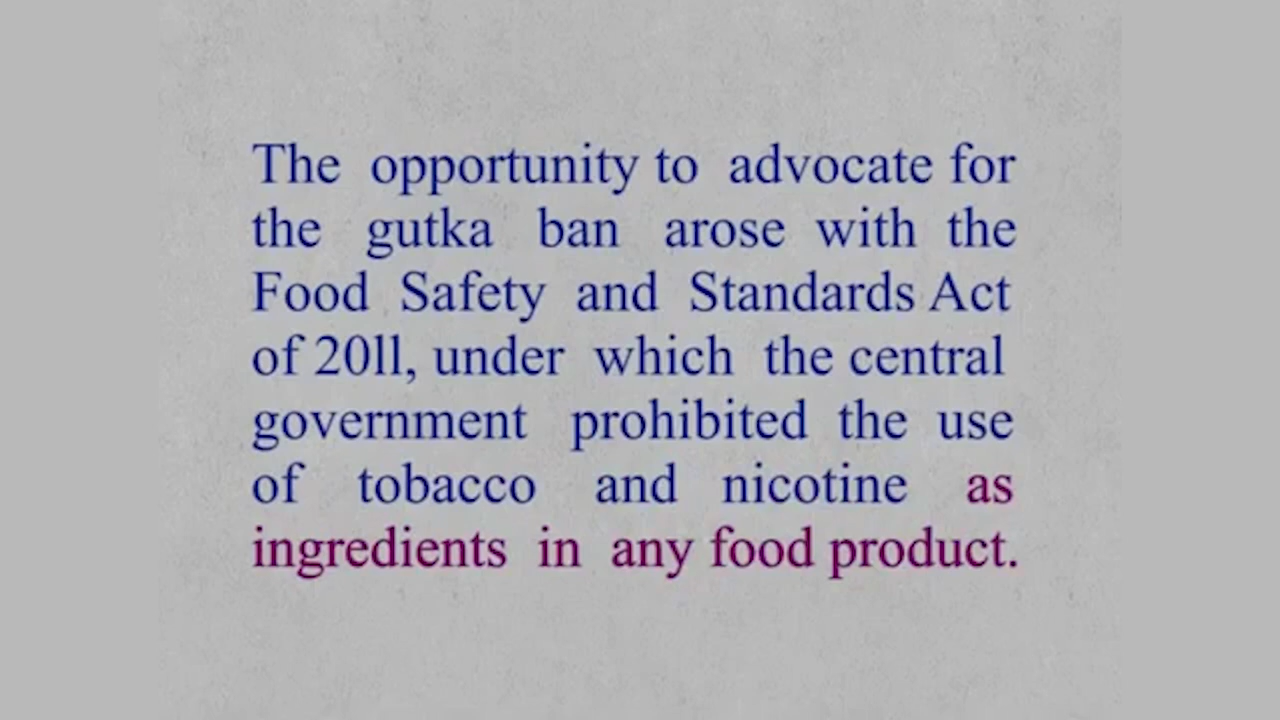 The opportunity to advocate for
the gutka ban arose with the
Food Safety and Standards Act
of 20ll, under which the central
government prohibited the use
of tobacco and nicotine as
ingredients in any food product.